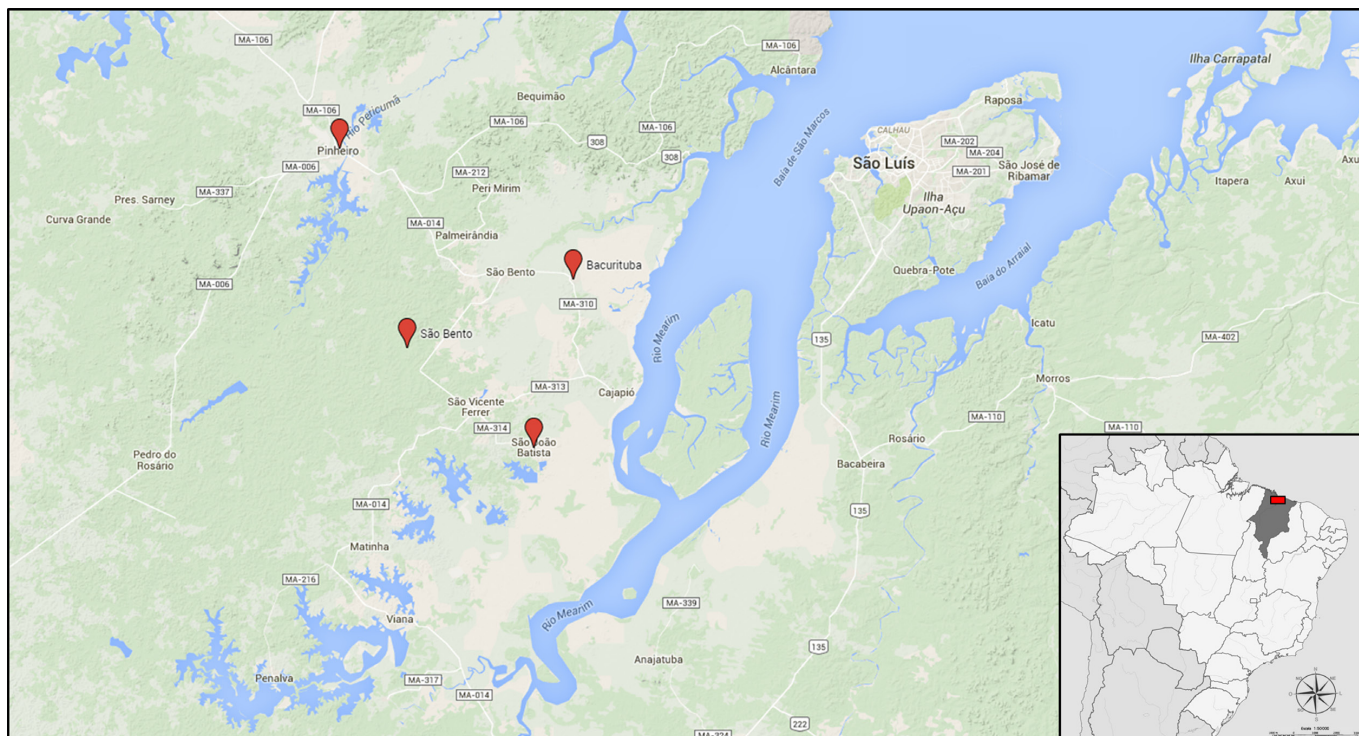 MA-106
MA-106
Alcântara
Ilha Carrapatal
MA-106
Rio Pericumã
Bequimão
MA-106
MA-106
Raposa
Baía de São Marcos
CALHAU
MA-202
308
Pinheiro
MA-204
308
São Luís
MA-006
MA-201
São José de
Ribamar
MA-212
Peri Mirim
Itapera
Axui
Axu
Pres. Sarney
MA-337
Ilha
Upaon-Açu
Curva Grande
MA-014
Palmeirândia
Bacurituba
São Bento
Quebra-Pote
Baía do Arraial
MA-006
MA-310
Icatu
São Bento
Rio Mearim
135
MA-402
Morros
MA-313
Cajapió
São Vicente
Ferrer
Rio Mearim
MA-110
MA-314
MA-110
São João
Batista
Rosário
Pedro do
Rosário
Bacabeira
MA-014
135
Matinha
MA-216
MA-339
Rio Mearim
Viana
135
Anajatuba
Penalva
MA-317
MA-014
222
MA-324